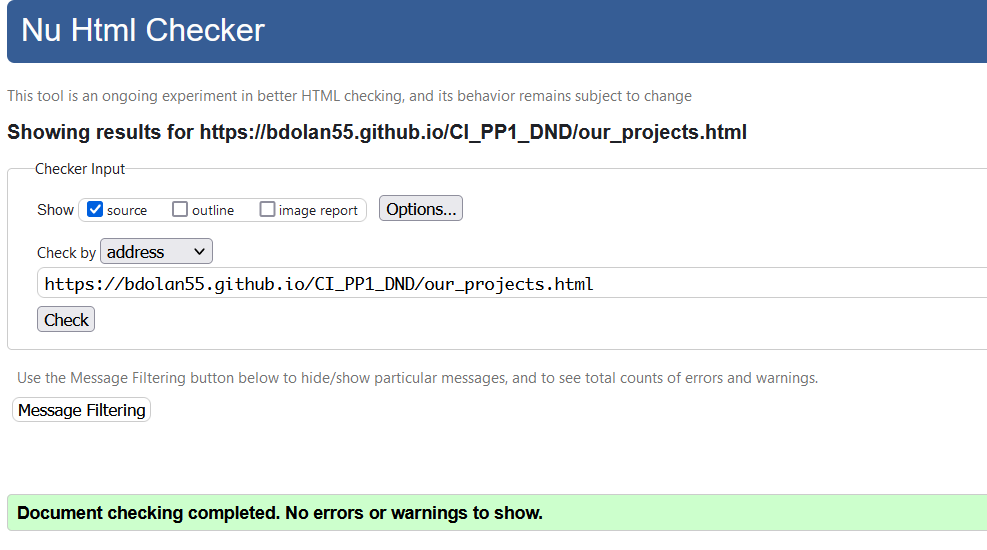 Nu Html Checker
This tool is an ongoing experiment in better HTML checking, and its behavior remains subject to change
Showing results for https://bdolan55.github.io/CI_PP1_DND/our_projects.html
Checker Input
Show source outline image report Options...
Check by address
https://bdolan55.github.io/CI_PP1_DND/our_projects.html
Check
Use the Message Filtering button below to hide/show particular messages, and to see total counts of errors and warnings.
Message Filtering
Document checking completed. No errors or warnings to show.